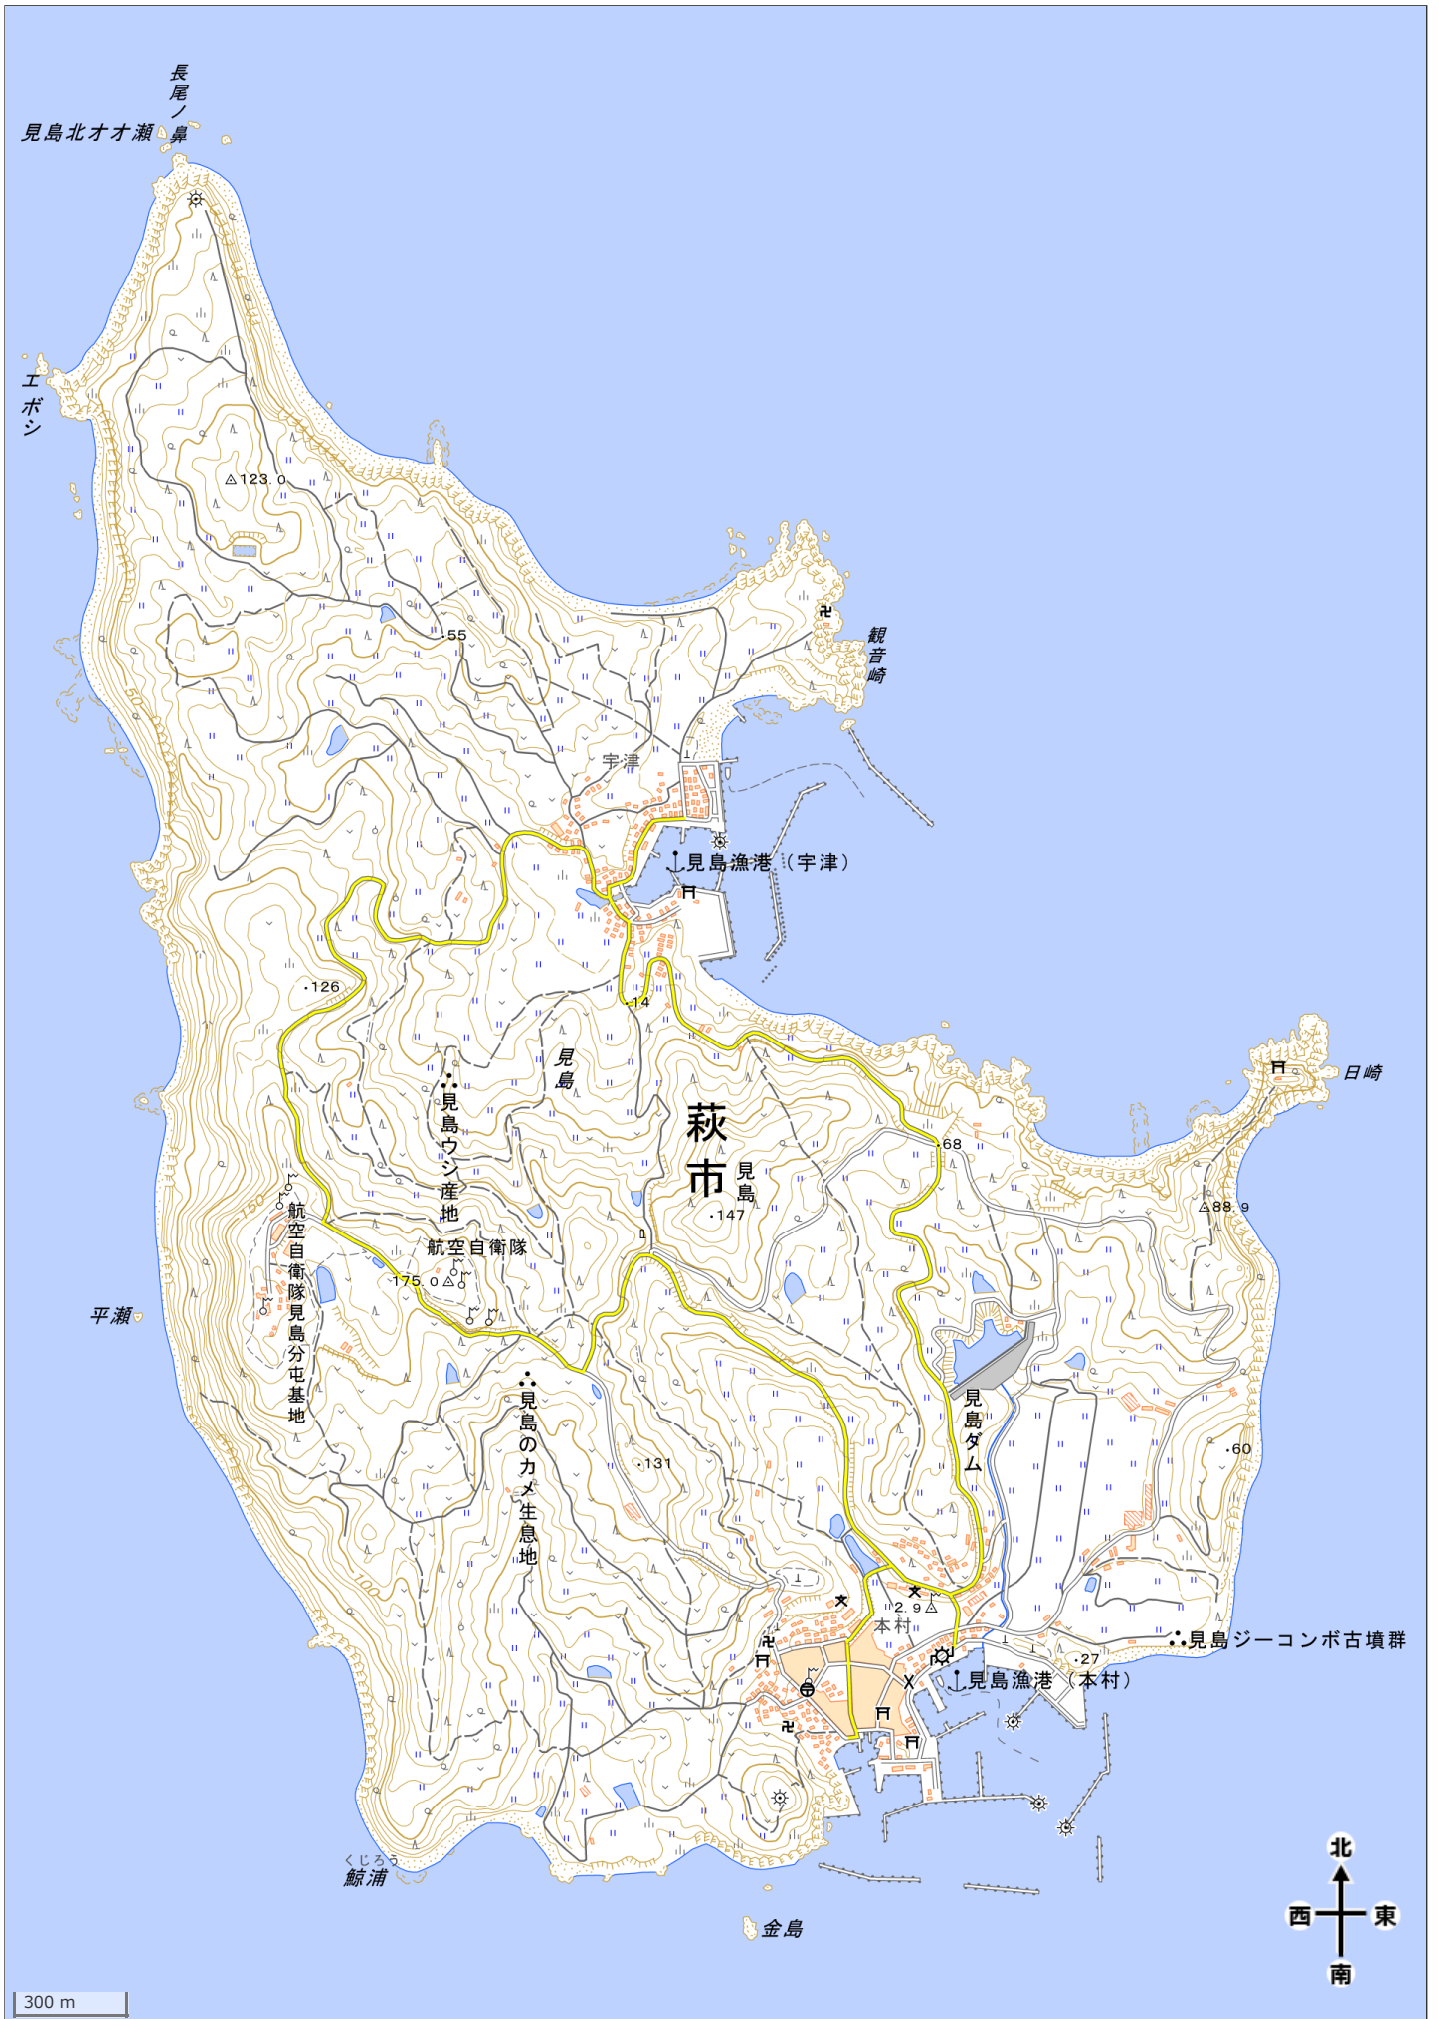 長尾ノ鼻
見島北オオ瀬
エボシ
123.0
55
50
観音崎
宇津
見島漁港（宇津）
126
14
見島
見島ウシ産地
萩市
見島
147
68
日崎
88.9
150
航空自衛隊見島分屯基地
航空自衛隊
175.0
平瀬
見島のカメ生息地
見島ダム
131
60
100
2.9
本村
見島ジーコンボ古墳群
27
見島漁港（本村）
くじろう
鯨浦
金島
北
西
東
南
300 m